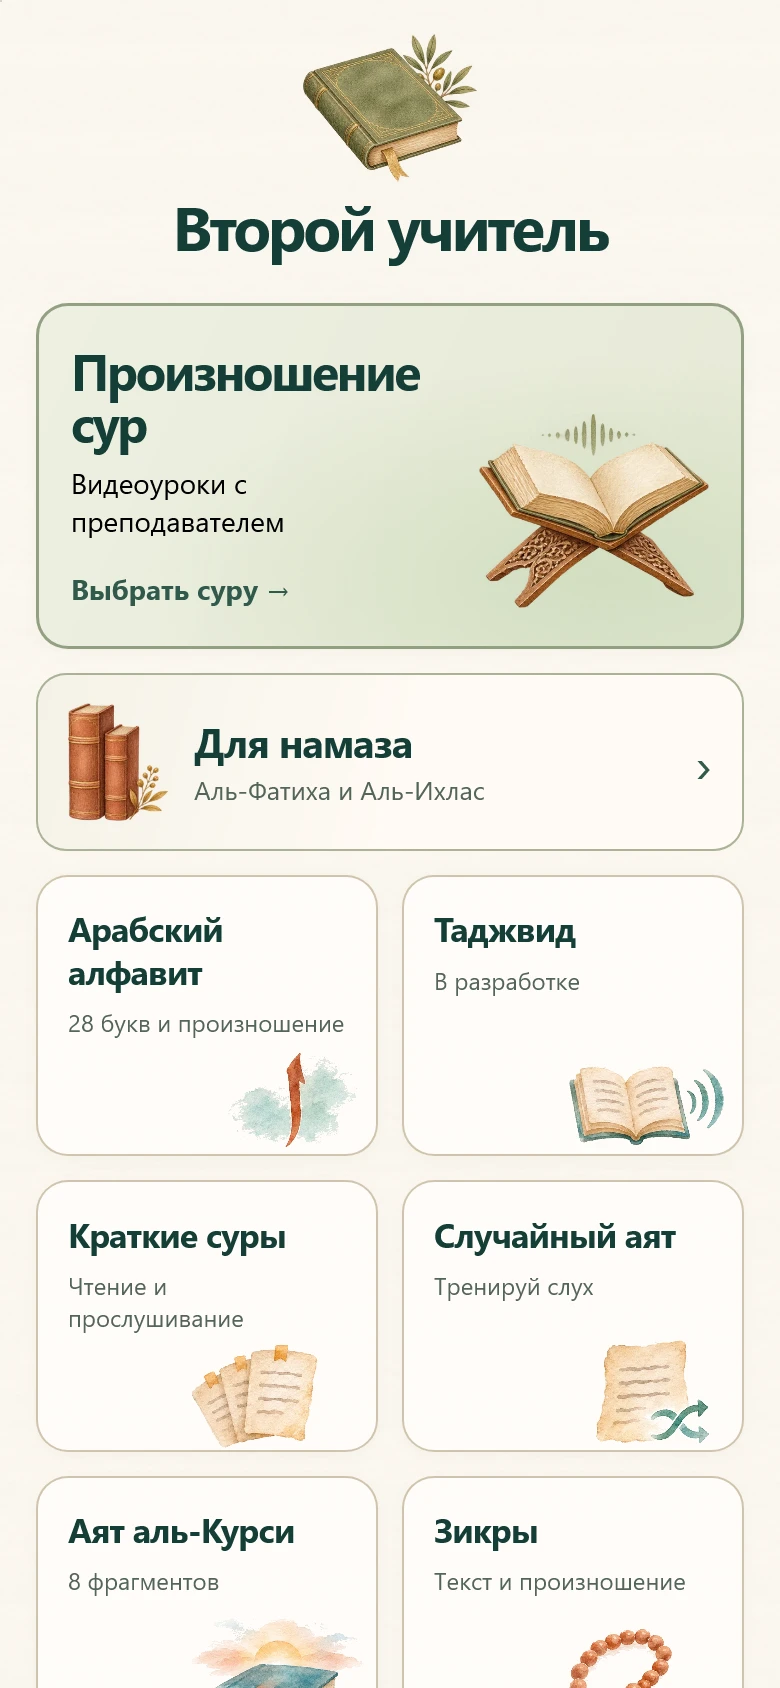 Второй учитель
Произношение
сур
Видеоуроки с
преподавателем
Выбрать суру →
Для намаза
Аль-Фатиха и Аль-Ихлас
›
Арабский
алфавит
28 букв и произношение
Таджвид
В разработке
Краткие суры
Чтение и
прослушивание
Случайный аят
Тренируй слух
Аят аль-Курси
8 фрагментов
Зикры
Текст и произношение